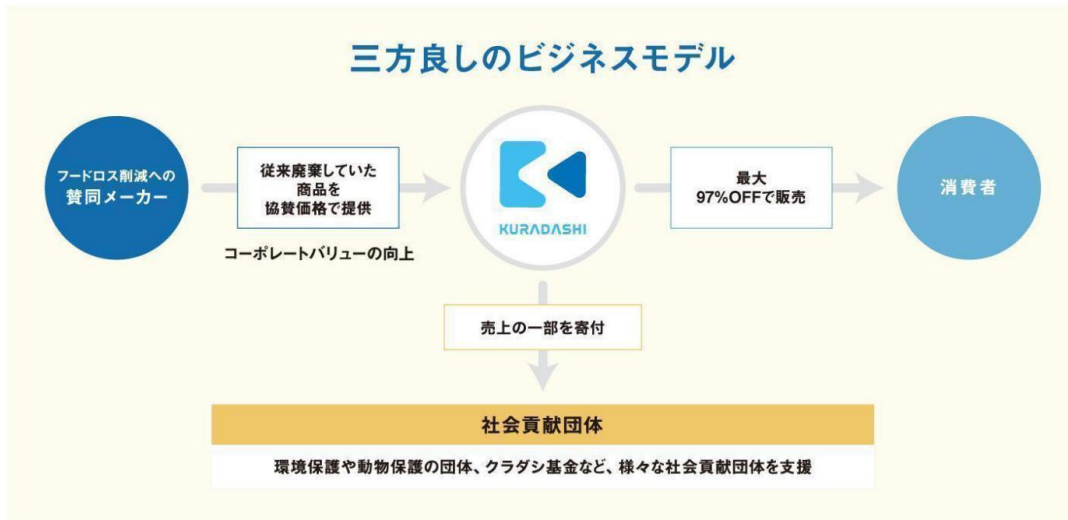 三方良しのビジネスモデル
フードロス削減への
賛同メーカー
従来廃棄していた
商品を
協賛価格で提供
コーポレートバリューの向上
KURADASHI
最大
97%OFFで販売
消費者
売上の一部を寄付
社会貢献団体
環境保護や動物保護の団体、クラダシ基金など、様々な社会貢献団体を支援